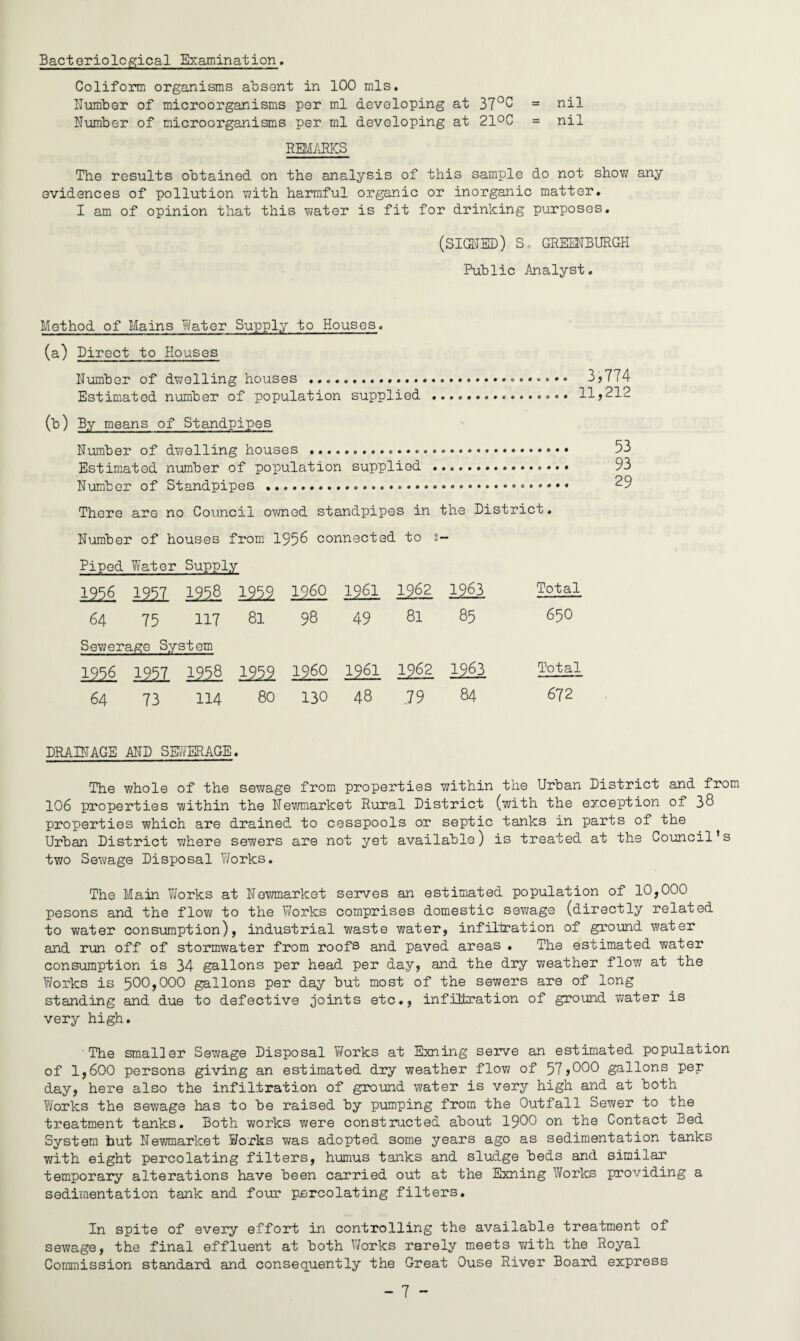 Bacteriological Examination.
Coliform organisms absent in 100 mls.
Number of microorganisms per ml developing at 37°C = nil
Number of microorganisms per ml developing at 21°C = nil
REMARKS
The results obtained on the analysis of this sample do not show any
evidences of pollution with harmful organic or inorganic matter.
I am of opinion that this water is fit for drinking purposes.
(SIGNED) S. GREENBURGH
Public Analyst.
Method of Mains Water Supply to Houses.
(a) Direct to Houses
Number of dwelling houses .............................. 3,774
Estimated number of population supplied ................ 11,212
(b) By means of Standpipes
Number of dwelling houses .............................. 53
Estimated number of population supplied ................ 93
Number of Standpipes ................................... 29
There are no Council owned standpipes in the District.
Number of houses from 1956 connected to :-
Piped Water Supply
1956 1957 1958 1959 1960 1961 1962 1963 Total
64 75 117 81 98 49 81 85 650
Sewerage System
1956 1957 1958 1959 1960 1961 1962 1963 Total
64 73 114 80 130 48 .79 84 672
DRAINAGE AND SEWERAGE.
The whole of the sewage from properties within the Urban District and from
106 properties within the Newmarket Rural District (with the exception of 38
properties which are drained to cesspools or septic tanks in parts of the
Urban District where sewers are not yet available) is treated at the Council's
two Sewage Disposal Works.
The Main Works at Newmarket serves an estimated population of 10,000
pesons and the flow to the Works comprises domestic sewage (directly related
to water consumption), industrial waste water, infiltration of ground water
and run off of stormwater from roofs and paved areas . The estimated water
consumption is 34 gallons per head per day, and the dry weather flow at the
Works is 500,000 gallons per day but most of the sewers are of long
standing and due to defective joints etc., infiltration of ground water is
very high.
The smaller Sewage Disposal Works at Exning serve an estimated population
of 1,600 persons giving an estimated dry weather flow of 57,000 gallons per
day, here also the infiltration of ground water is very high and at both
Works the sewage has to be raised by pumping from the Outfall Sewer to the
treatment tanks. Both works were constructed about 1900 on the Contact Bed
System but Newmarket Works was adopted some years ago as sedimentation tanks
with eight percolating filters, humus tanks and sludge beds and similar
temporary alterations have been carried out at the Exning Works providing a
sedimentation tank and four percolating filters.
In spite of every effort in controlling the available treatment of
sewage, the final effluent at both Works rarely meets with the Royal
Commission standard and consequently the Great Ouse River Board express
- 7 -